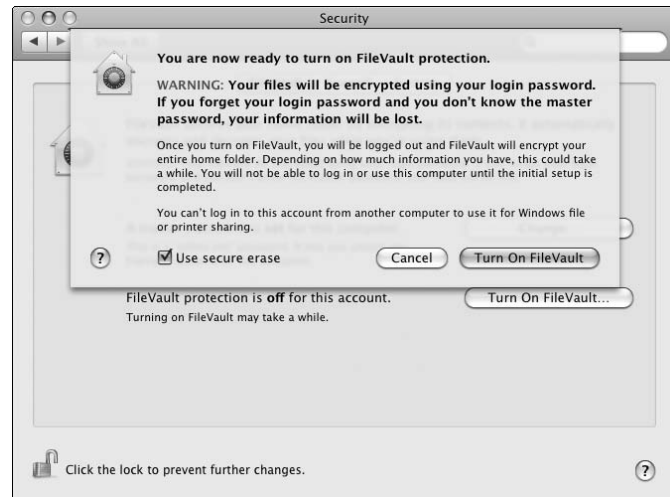 Security
You are now ready to turn on FileVault protection.
WARNING: Your files will be encrypted using your login password.
If you forget your login password and you don't know the master
password, your information will be lost.
Once you turn on FileVault, you will be logged out and FileVault will encrypt your
entire home folder. Depending on how much information you have, this could take
a while. You will not be able to log in or use this computer until the initial setup is
completed.
You can't log in to this account from another computer to use it for Windows file
or printer sharing.
? Use secure erase Cancel Turn On FileVault
FileVault protection is off for this account. Turn On FileVault...
Turning on FileVault may take a while.
Click the lock to prevent further changes. ?